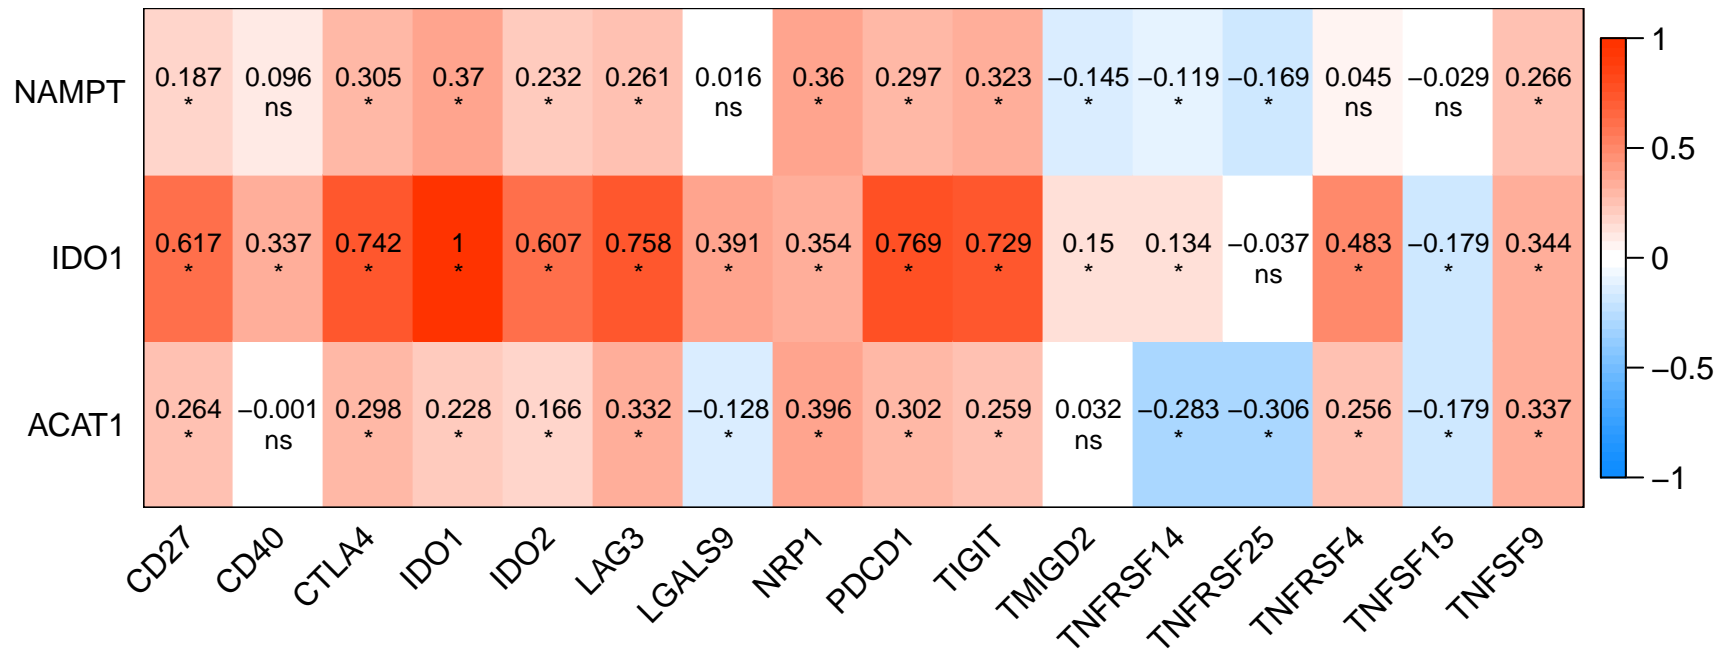 0.187 0.096 0.305 0.37 0.232 0.261 0.016 0.36 0.297 0.323 −0.145 −0.119 −0.169 0.045 −0.029 0.266
NAMPT
* ns * * * * ns * * * * * * ns ns *
0.617 0.337 0.742 1 0.607 0.758 0.391 0.354 0.769 0.729 0.15 0.134 −0.037 0.483 −0.179 0.344
IDO1
* * * * * * * * * * * * ns * * *
0.264 −0.001 0.298 0.228 0.166 0.332 −0.128 0.396 0.302 0.259 0.032 −0.283 −0.306 0.256 −0.179 0.337
ACAT1
* ns * * * * * * * * ns * * * * *
CD27 CD40 CTLA4 IDO1 IDO2 LAG3 LGALS9 NRP1 PDCD1 TIGIT TMIGD2 TNFRSF14 TNFRSF25 TNFRSF4 TNFSF15 TNFSF9
1
0.5
0
−0.5
−1